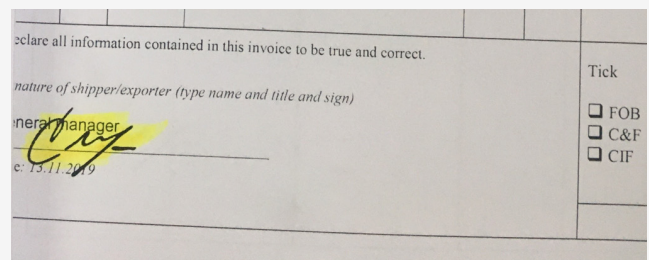 eclare all information contained in this invoice to be true and correct.
nature of shipper/exporter (type name and title and sign)
eneral manager
e: 13.11.2019
Tick
☐ FOB
☐ C&F
☐ CIF